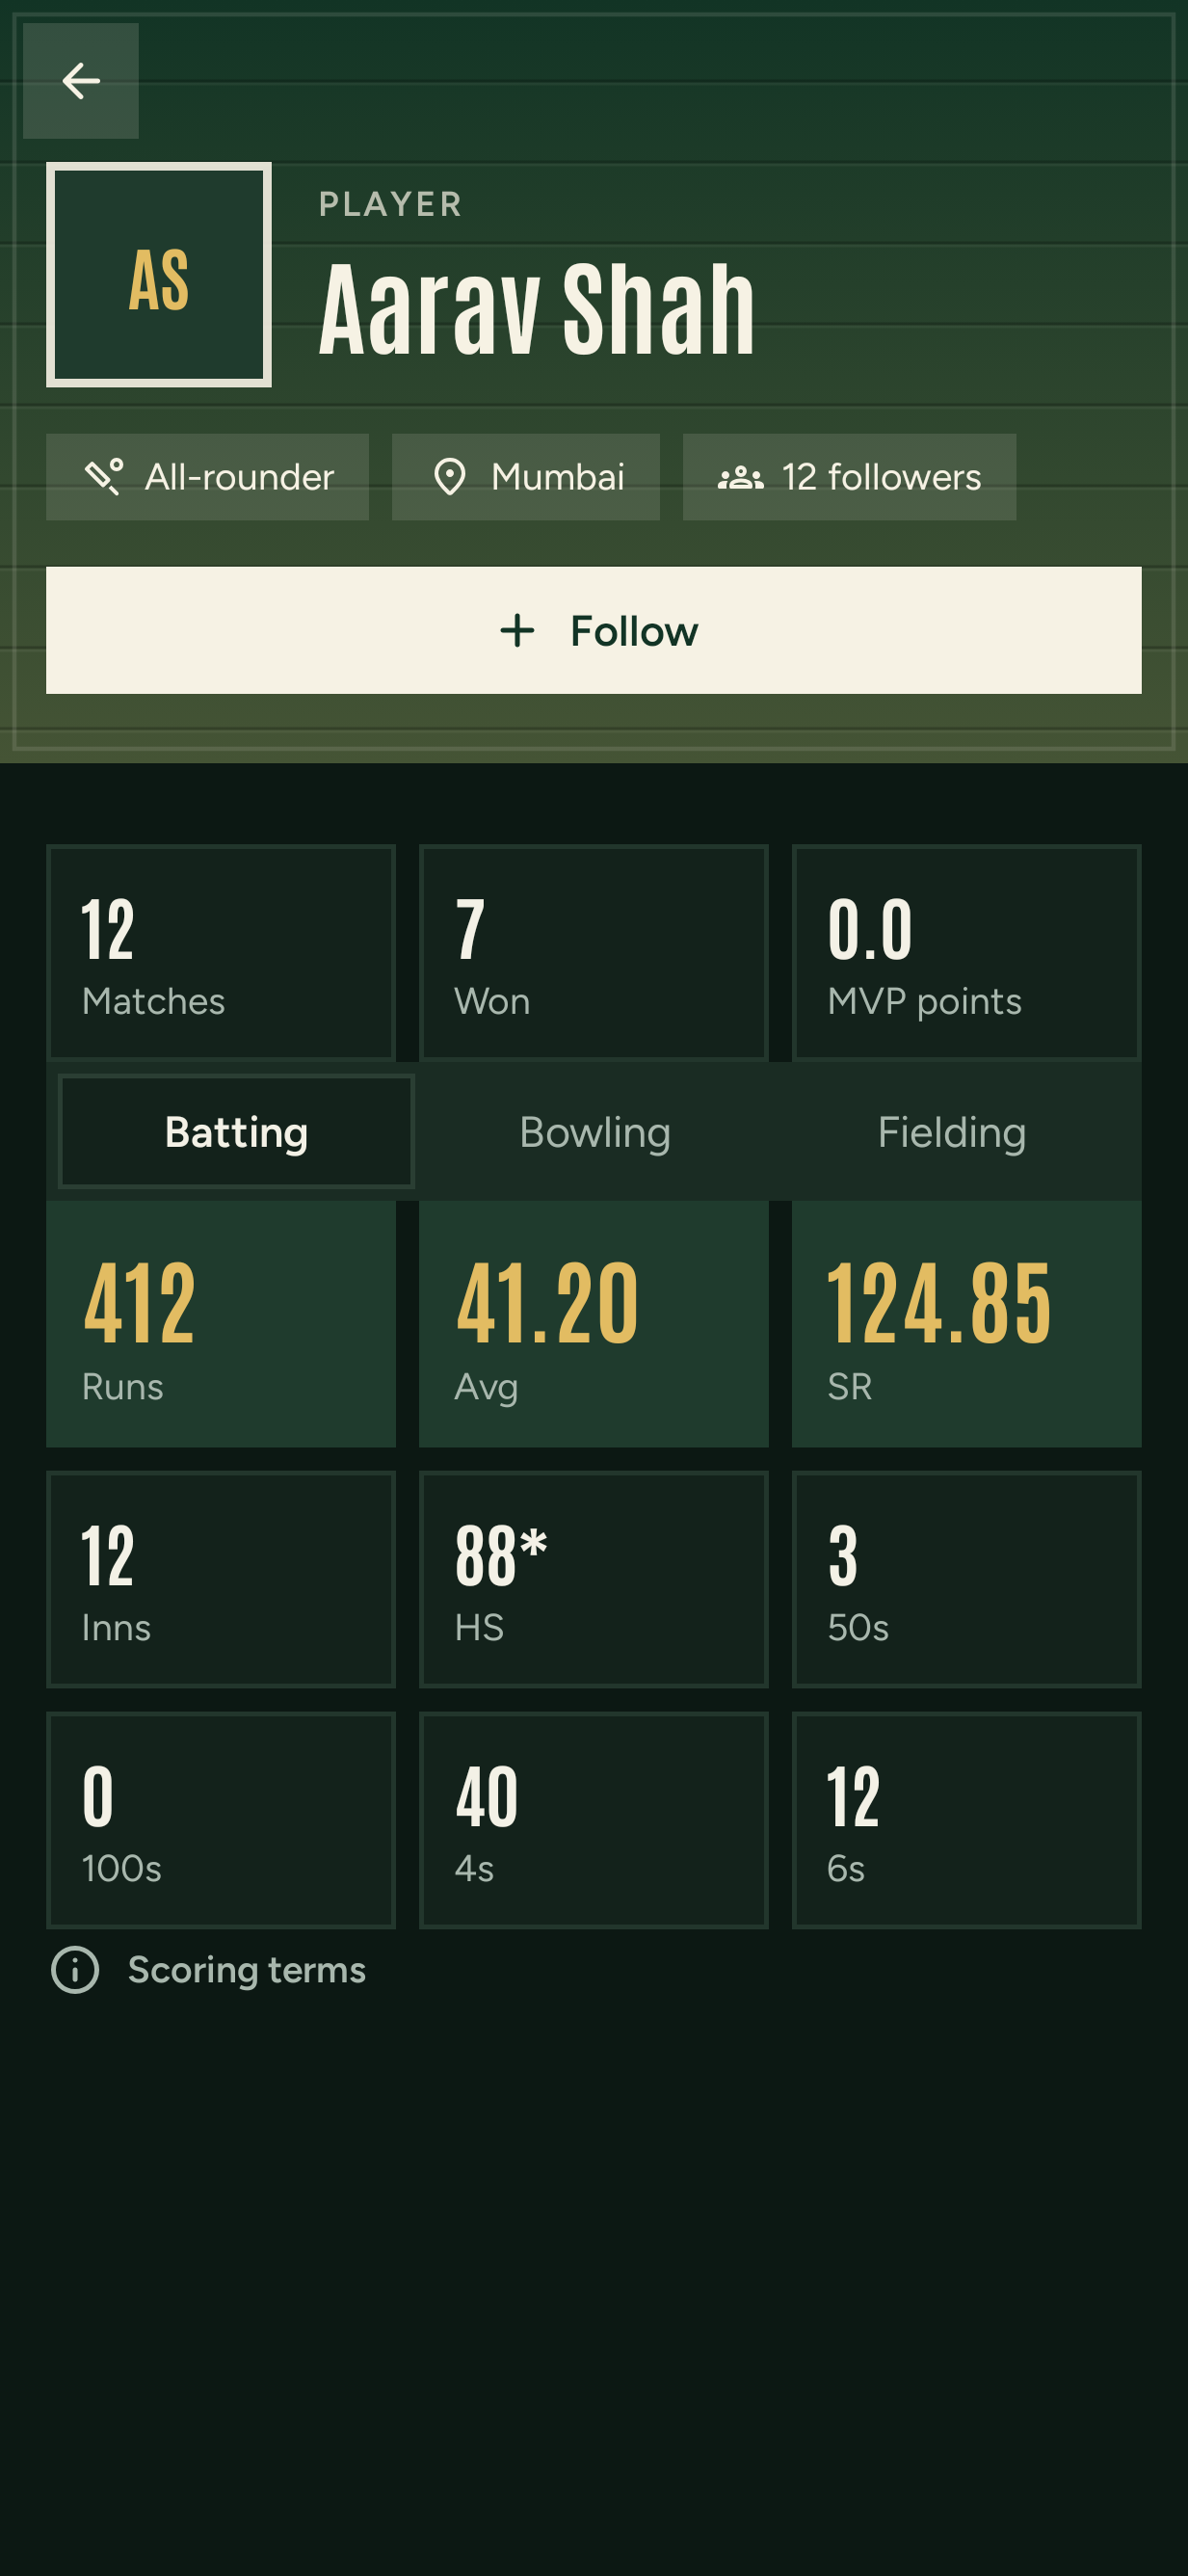 PLAYER
AS
Aarav Shah
All-rounder
Mumbai
12 followers
Follow
12
Matches
7
Won
0.0
MVP points
Batting
Bowling
Fielding
412
Runs
41.20
Avg
124.85
SR
12
Inns
88*
HS
3
50s
0
100s
40
4s
12
6s
Scoring terms